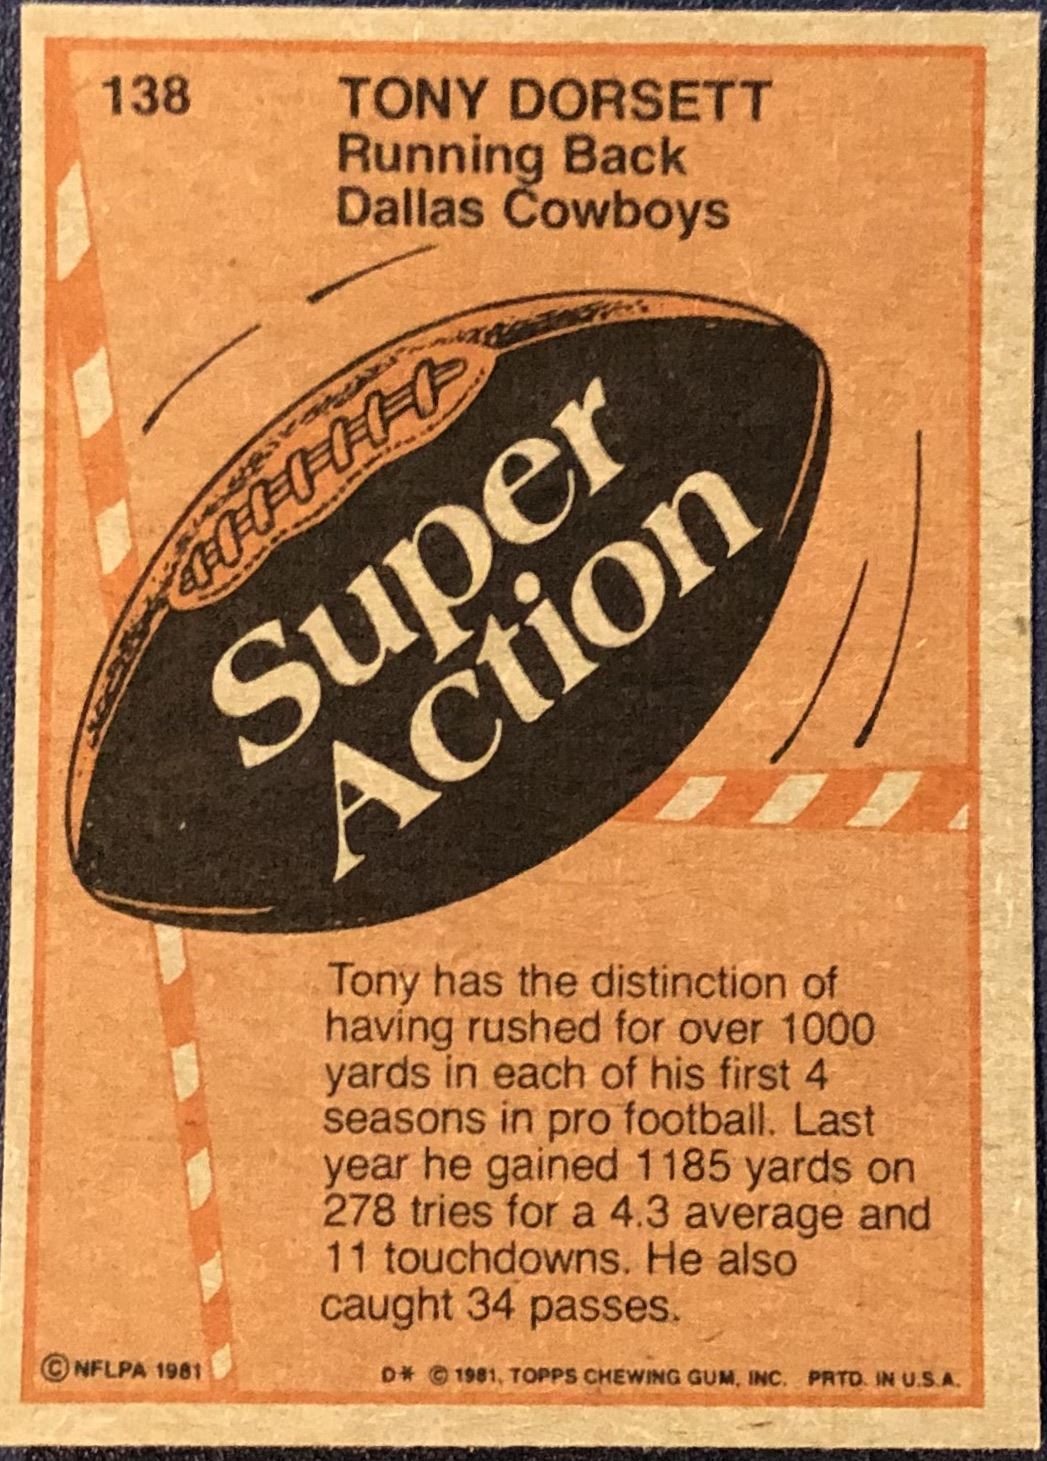 138
TONY DORSETT
Running Back
Dallas Cowboys
Super
Action
Tony has the distinction of
having rushed for over 1000
yards in each of his first 4
seasons in pro football. Last
year he gained 1185 yards on
278 tries for a 4.3 average and
11 touchdowns. He also
caught 34 passes.
© NFLPA 1981
D* © 1981, TOPPS CHEWING GUM, INC. PRTD. IN U.S.A.